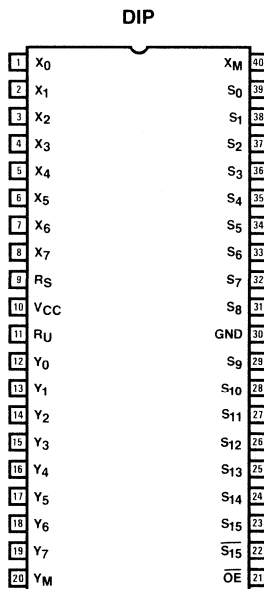 DIP
1 X0 XM 40
2 X1 S0 39
3 X2 S1 38
4 X3 S2 37
5 X4 S3 36
6 X5 S4 35
7 X6 S5 34
8 X7 S6 33
9 RS S7 32
10 VCC S8 31
11 RU GND 30
12 Y0 S9 29
13 Y1 S10 28
14 Y2 S11 27
15 Y3 S12 26
16 Y4 S13 25
17 Y5 S14 24
18 Y6 S15 23
19 Y7 S̅1̅5̅ 22
20 YM O̅E̅ 21